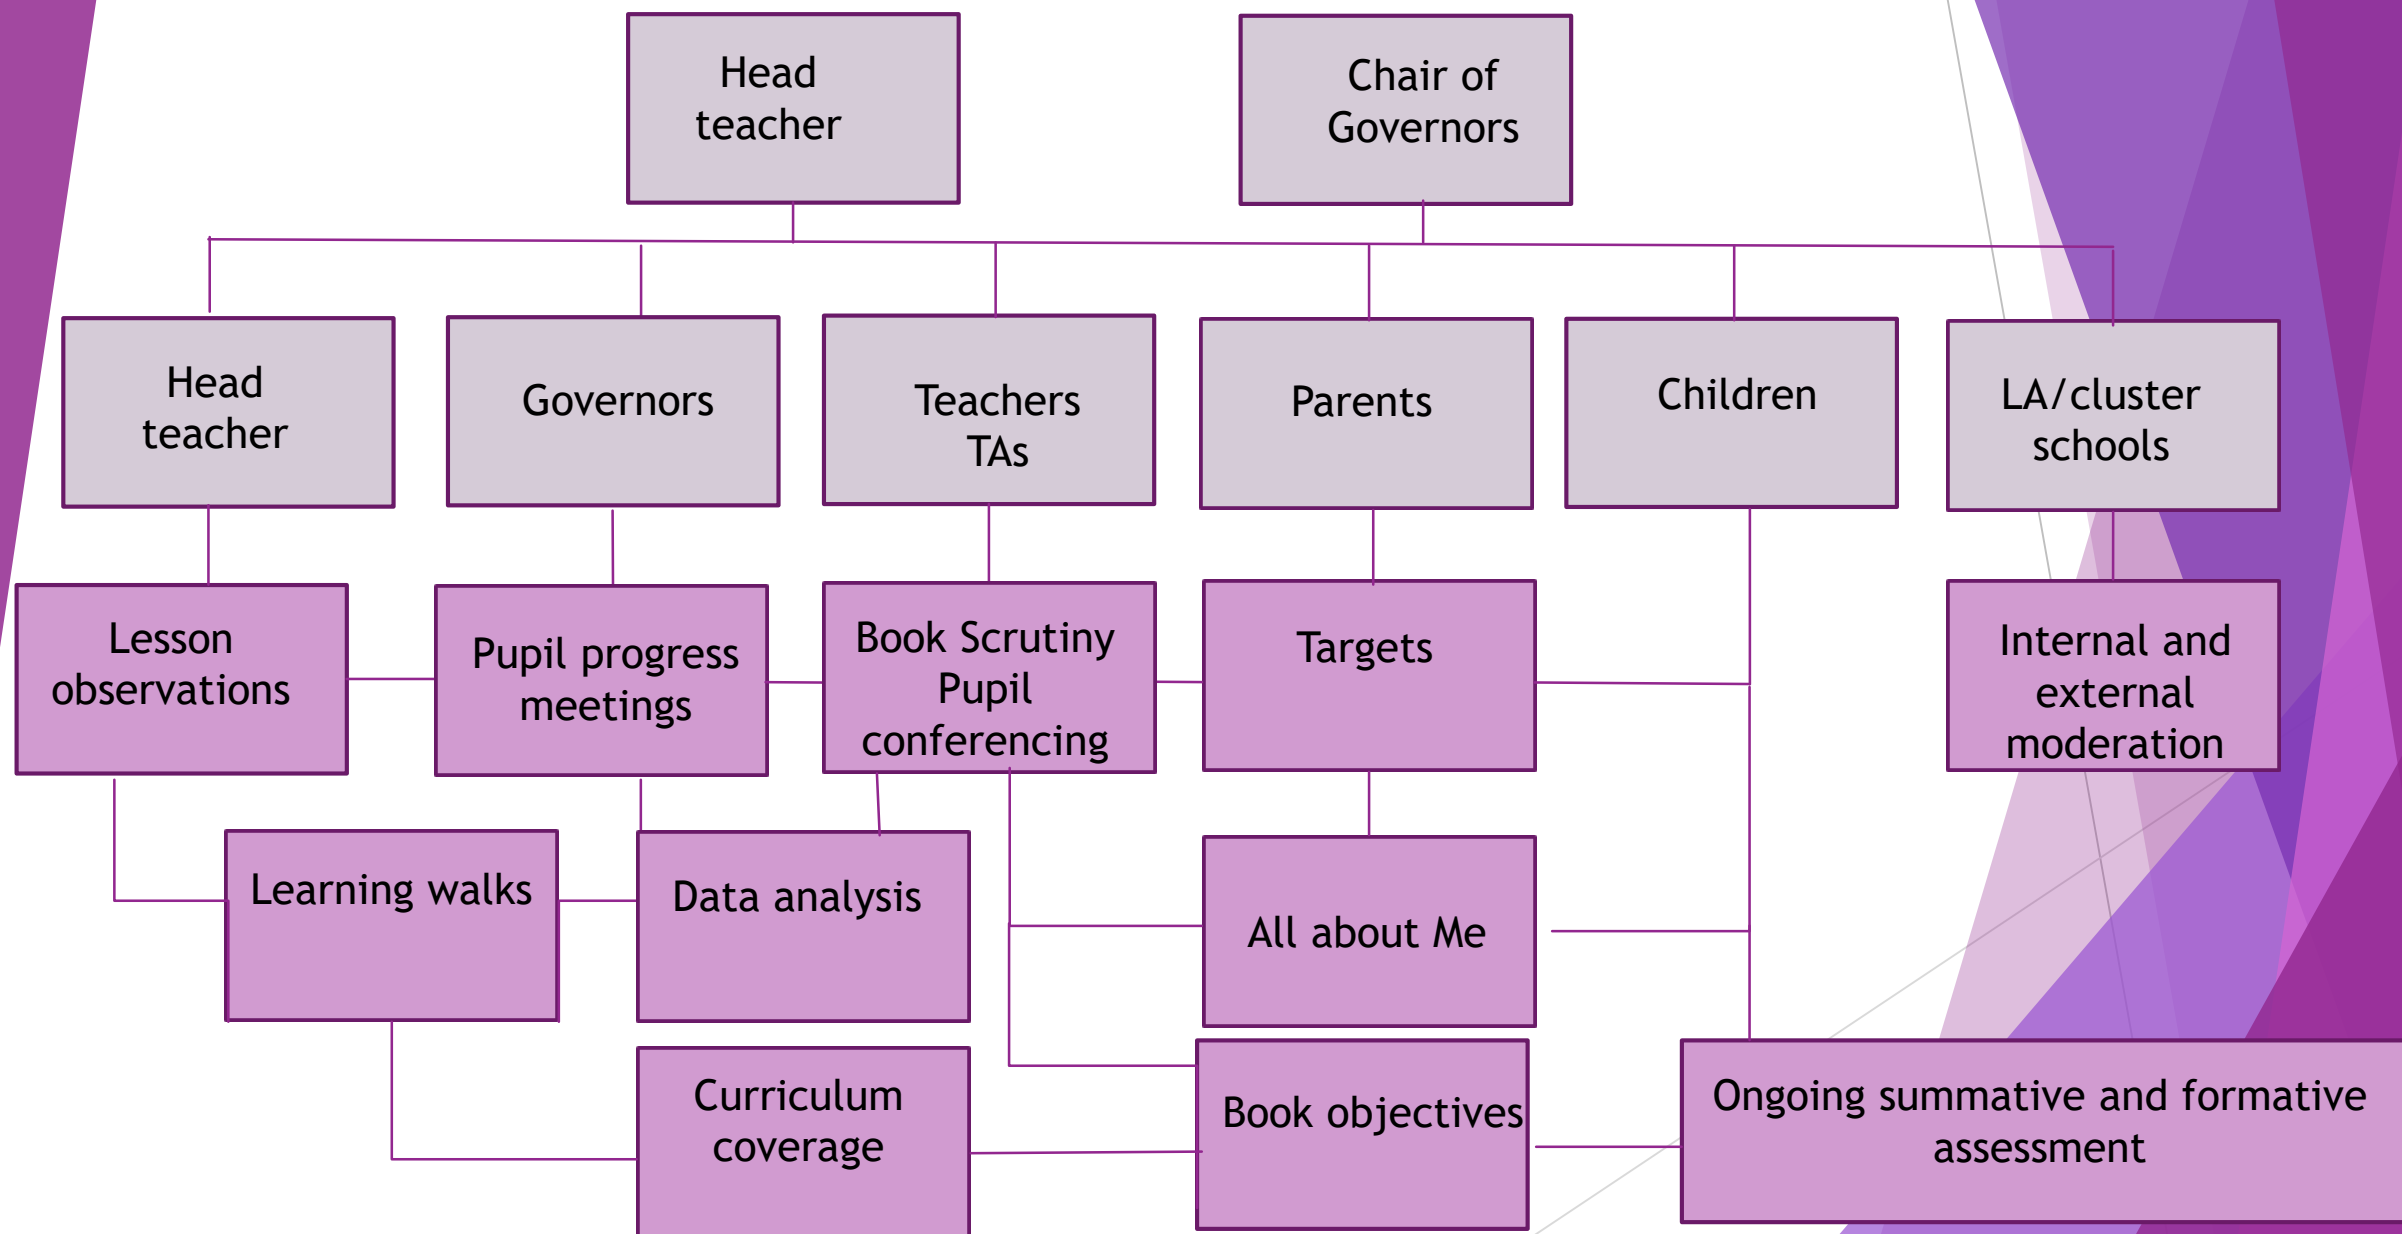 Head
teacher
Chair of
Governors
Head
teacher
Governors
Teachers
TAs
Parents
Children
LA/cluster
schools
Lesson
observations
Pupil progress
meetings
Book Scrutiny
Pupil
conferencing
Targets
Internal and
external
moderation
Learning walks
Data analysis
All about Me
Curriculum
coverage
Book objectives
Ongoing summative and formative
assessment